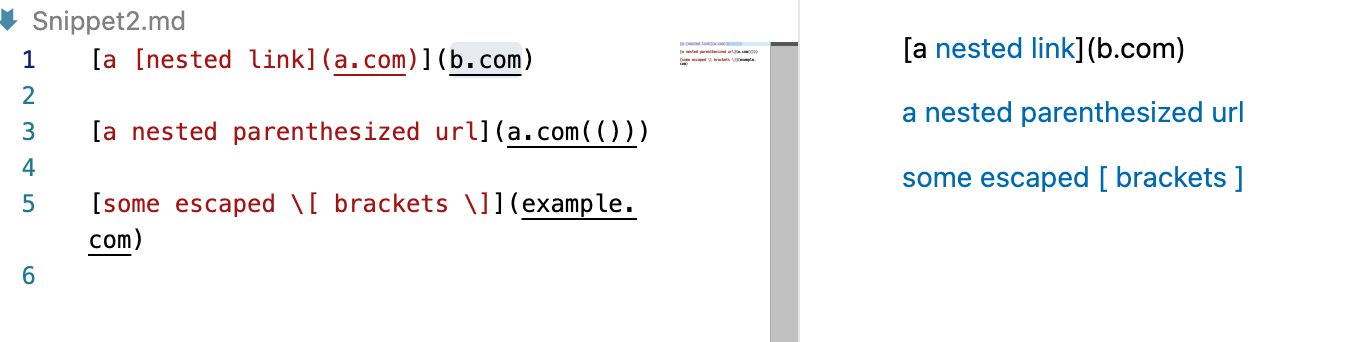 Snippet2.md
1 [a [nested link](a.com)](b.com)
2
3 [a nested parenthesized url](a.com(()))
4
5 [some escaped \[ brackets \]](example.
com)
6
[a nested link](b.com)
a nested parenthesized url
some escaped [ brackets ]